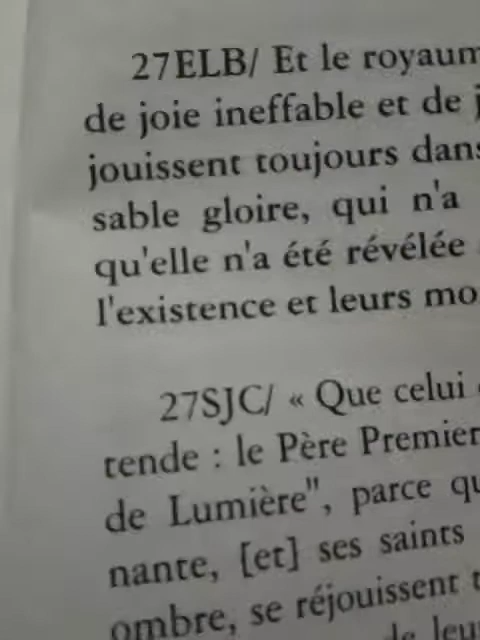 27ELB/ Et le royaum
de joie ineffable et de j
jouissent toujours dans
sable gloire, qui n'a
qu'elle n'a été révélée
l'existence et leurs mo
27SJC/ « Que celui
tende : le Père Premier
de Lumière", parce qu
nante, [et] ses saints
ombre, se réjouissent t
de leur